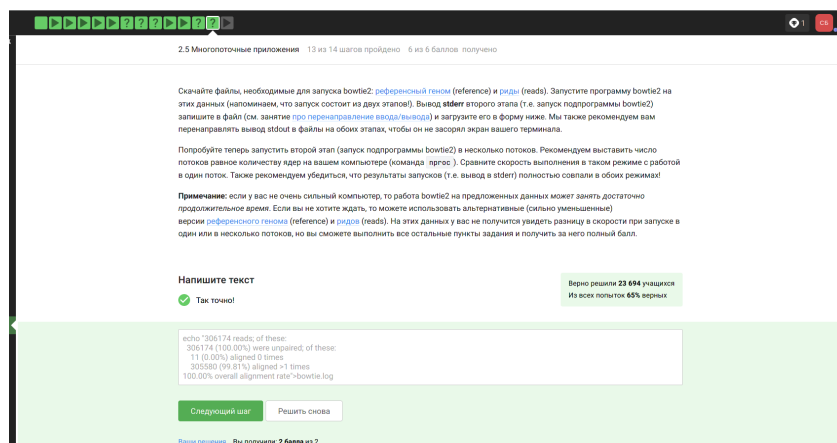 ? ? ? ? ?
1
СБ
2.5 Многопоточные приложения 13 из 14 шагов пройдено 6 из 6 баллов получено
Скачайте файлы, необходимые для запуска bowtie2: референсный геном (reference) и риды (reads). Запустите программу bowtie2 на
этих данных (напоминаем, что запуск состоит из двух этапов!). Вывод stderr второго этапа (т.е. запуск подпрограммы bowtie2)
запишите в файл (см. занятие про перенаправление ввода/вывода) и загрузите его в форму ниже. Мы также рекомендуем вам
перенаправлять вывод stdout в файлы на обоих этапах, чтобы он не засорял экран вашего терминала.
Попробуйте теперь запустить второй этап (запуск подпрограммы bowtie2) в несколько потоков. Рекомендуем выставить число
потоков равное количеству ядер на вашем компьютере (команда nproc ). Сравните скорость выполнения в таком режиме с работой
в один поток. Также рекомендуем убедиться, что результаты запусков (т.е. вывод в stderr) полностью совпали в обоих режимах!
Примечание: если у вас не очень сильный компьютер, то работа bowtie2 на предложенных данных может занять достаточно
продолжительное время. Если вы не хотите ждать, то можете использовать альтернативные (сильно уменьшенные)
версии референсного генома (reference) и ридов (reads). На этих данных у вас не получится увидеть разницу в скорости при запуске в
один или в несколько потоков, но вы сможете выполнить все остальные пункты задания и получить за него полный балл.
Напишите текст
Верно решили 23 694 учащихся
Из всех попыток 65% верных
Так точно!
echo "306174 reads; of these:
306174 (100.00%) were unpaired; of these:
11 (0.00%) aligned 0 times
305580 (99.81%) aligned >1 times
100.00% overall alignment rate">bowtie.log
Следующий шаг Решить снова
Ваши решения Вы получили: 2 балла из 2